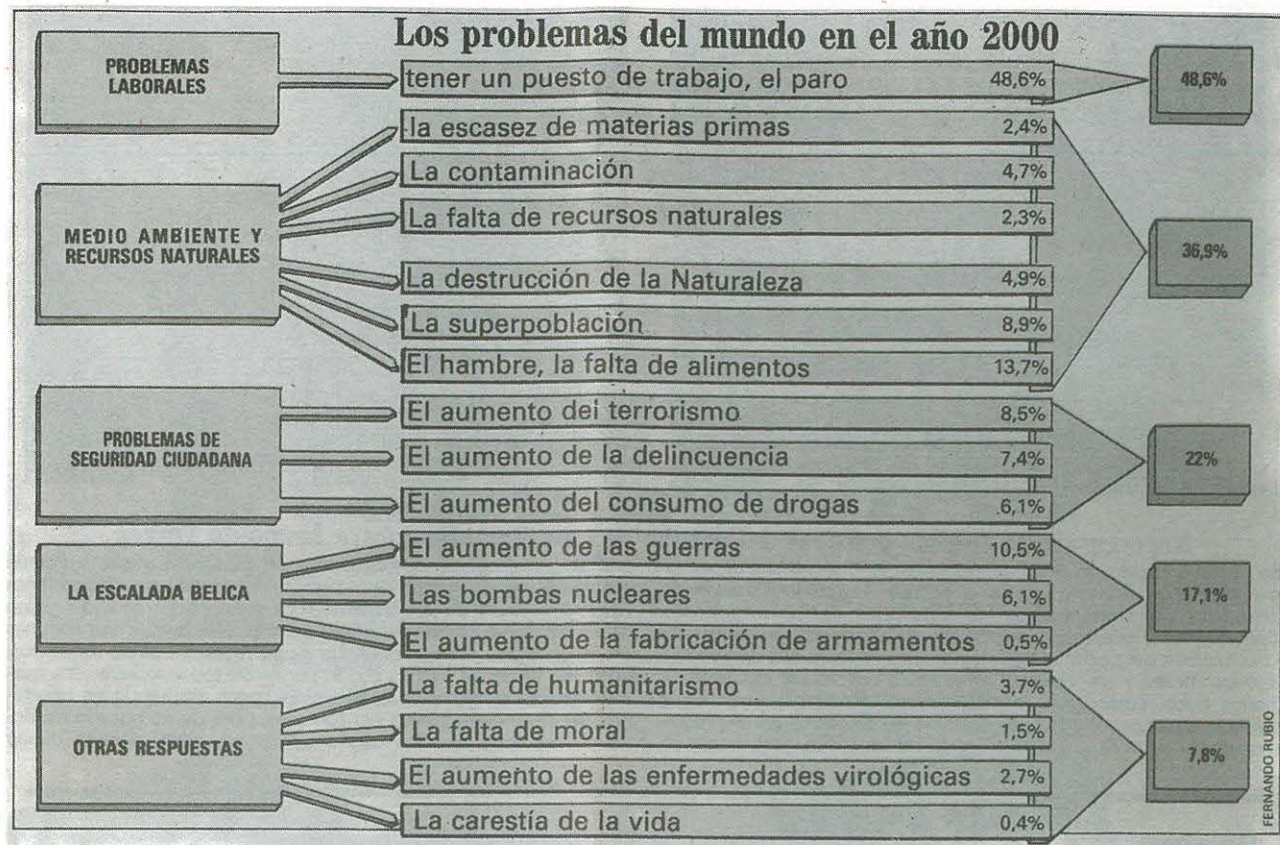 Los problemas del mundo en el año 2000
PROBLEMAS
LABORALES
tener un puesto de trabajo, el paro 48,6%
48,6%
MEDIO AMBIENTE Y
RECURSOS NATURALES
la escasez de materias primas 2,4%
La contaminación 4,7%
La falta de recursos naturales 2,3%
La destrucción de la Naturaleza 4,9%
La superpoblación 8,9%
El hambre, la falta de alimentos 13,7%
36,9%
PROBLEMAS DE
SEGURIDAD CIUDADANA
El aumento del terrorismo 8,5%
El aumento de la delincuencia 7,4%
El aumento del consumo de drogas 6,1%
22%
LA ESCALADA BELICA
El aumento de las guerras 10,5%
Las bombas nucleares 6,1%
El aumento de la fabricación de armamentos 0,5%
17,1%
OTRAS RESPUESTAS
La falta de humanitarismo 3,7%
La falta de moral 1,5%
El aumento de las enfermedades virológicas 2,7%
La carestía de la vida 0,4%
7,8%
FERNANDO RUBIO